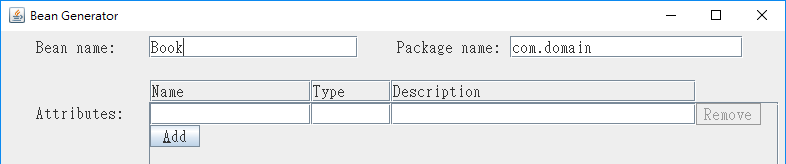 Bean Generator
Bean name: Book Package name: com.domain
Name Type Description
Attributes: Remove
Add